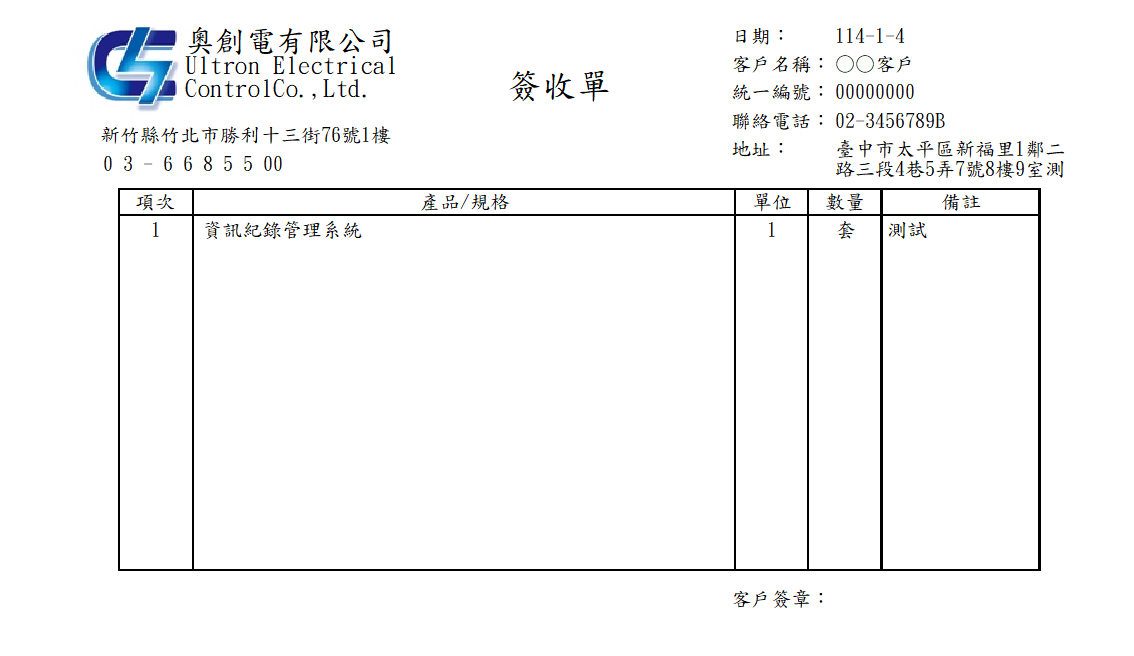 奧創電有限公司
Ultron Electrical
ControlCo.,Ltd.
新竹縣竹北市勝利十三街76號1樓
03-6685500
簽收單
日期： 114-1-4
客戶名稱： ○○客戶
統一編號： 00000000
聯絡電話： 02-3456789B
地址： 臺中市太平區新福里1鄰二
路三段4巷5弄7號8樓9室測
項次 產品/規格 單位 數量 備註
1 資訊紀錄管理系統 1 套 測試
客戶簽章：